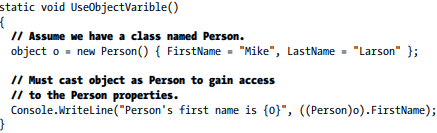 static void UseObjectVarible()
{
// Assume we have a class named Person.
object o = new Person() { FirstName = "Mike", LastName = "Larson" };
// Must cast object as Person to gain access
// to the Person properties.
Console.WriteLine("Person's first name is {0}", ((Person)o).FirstName);
}